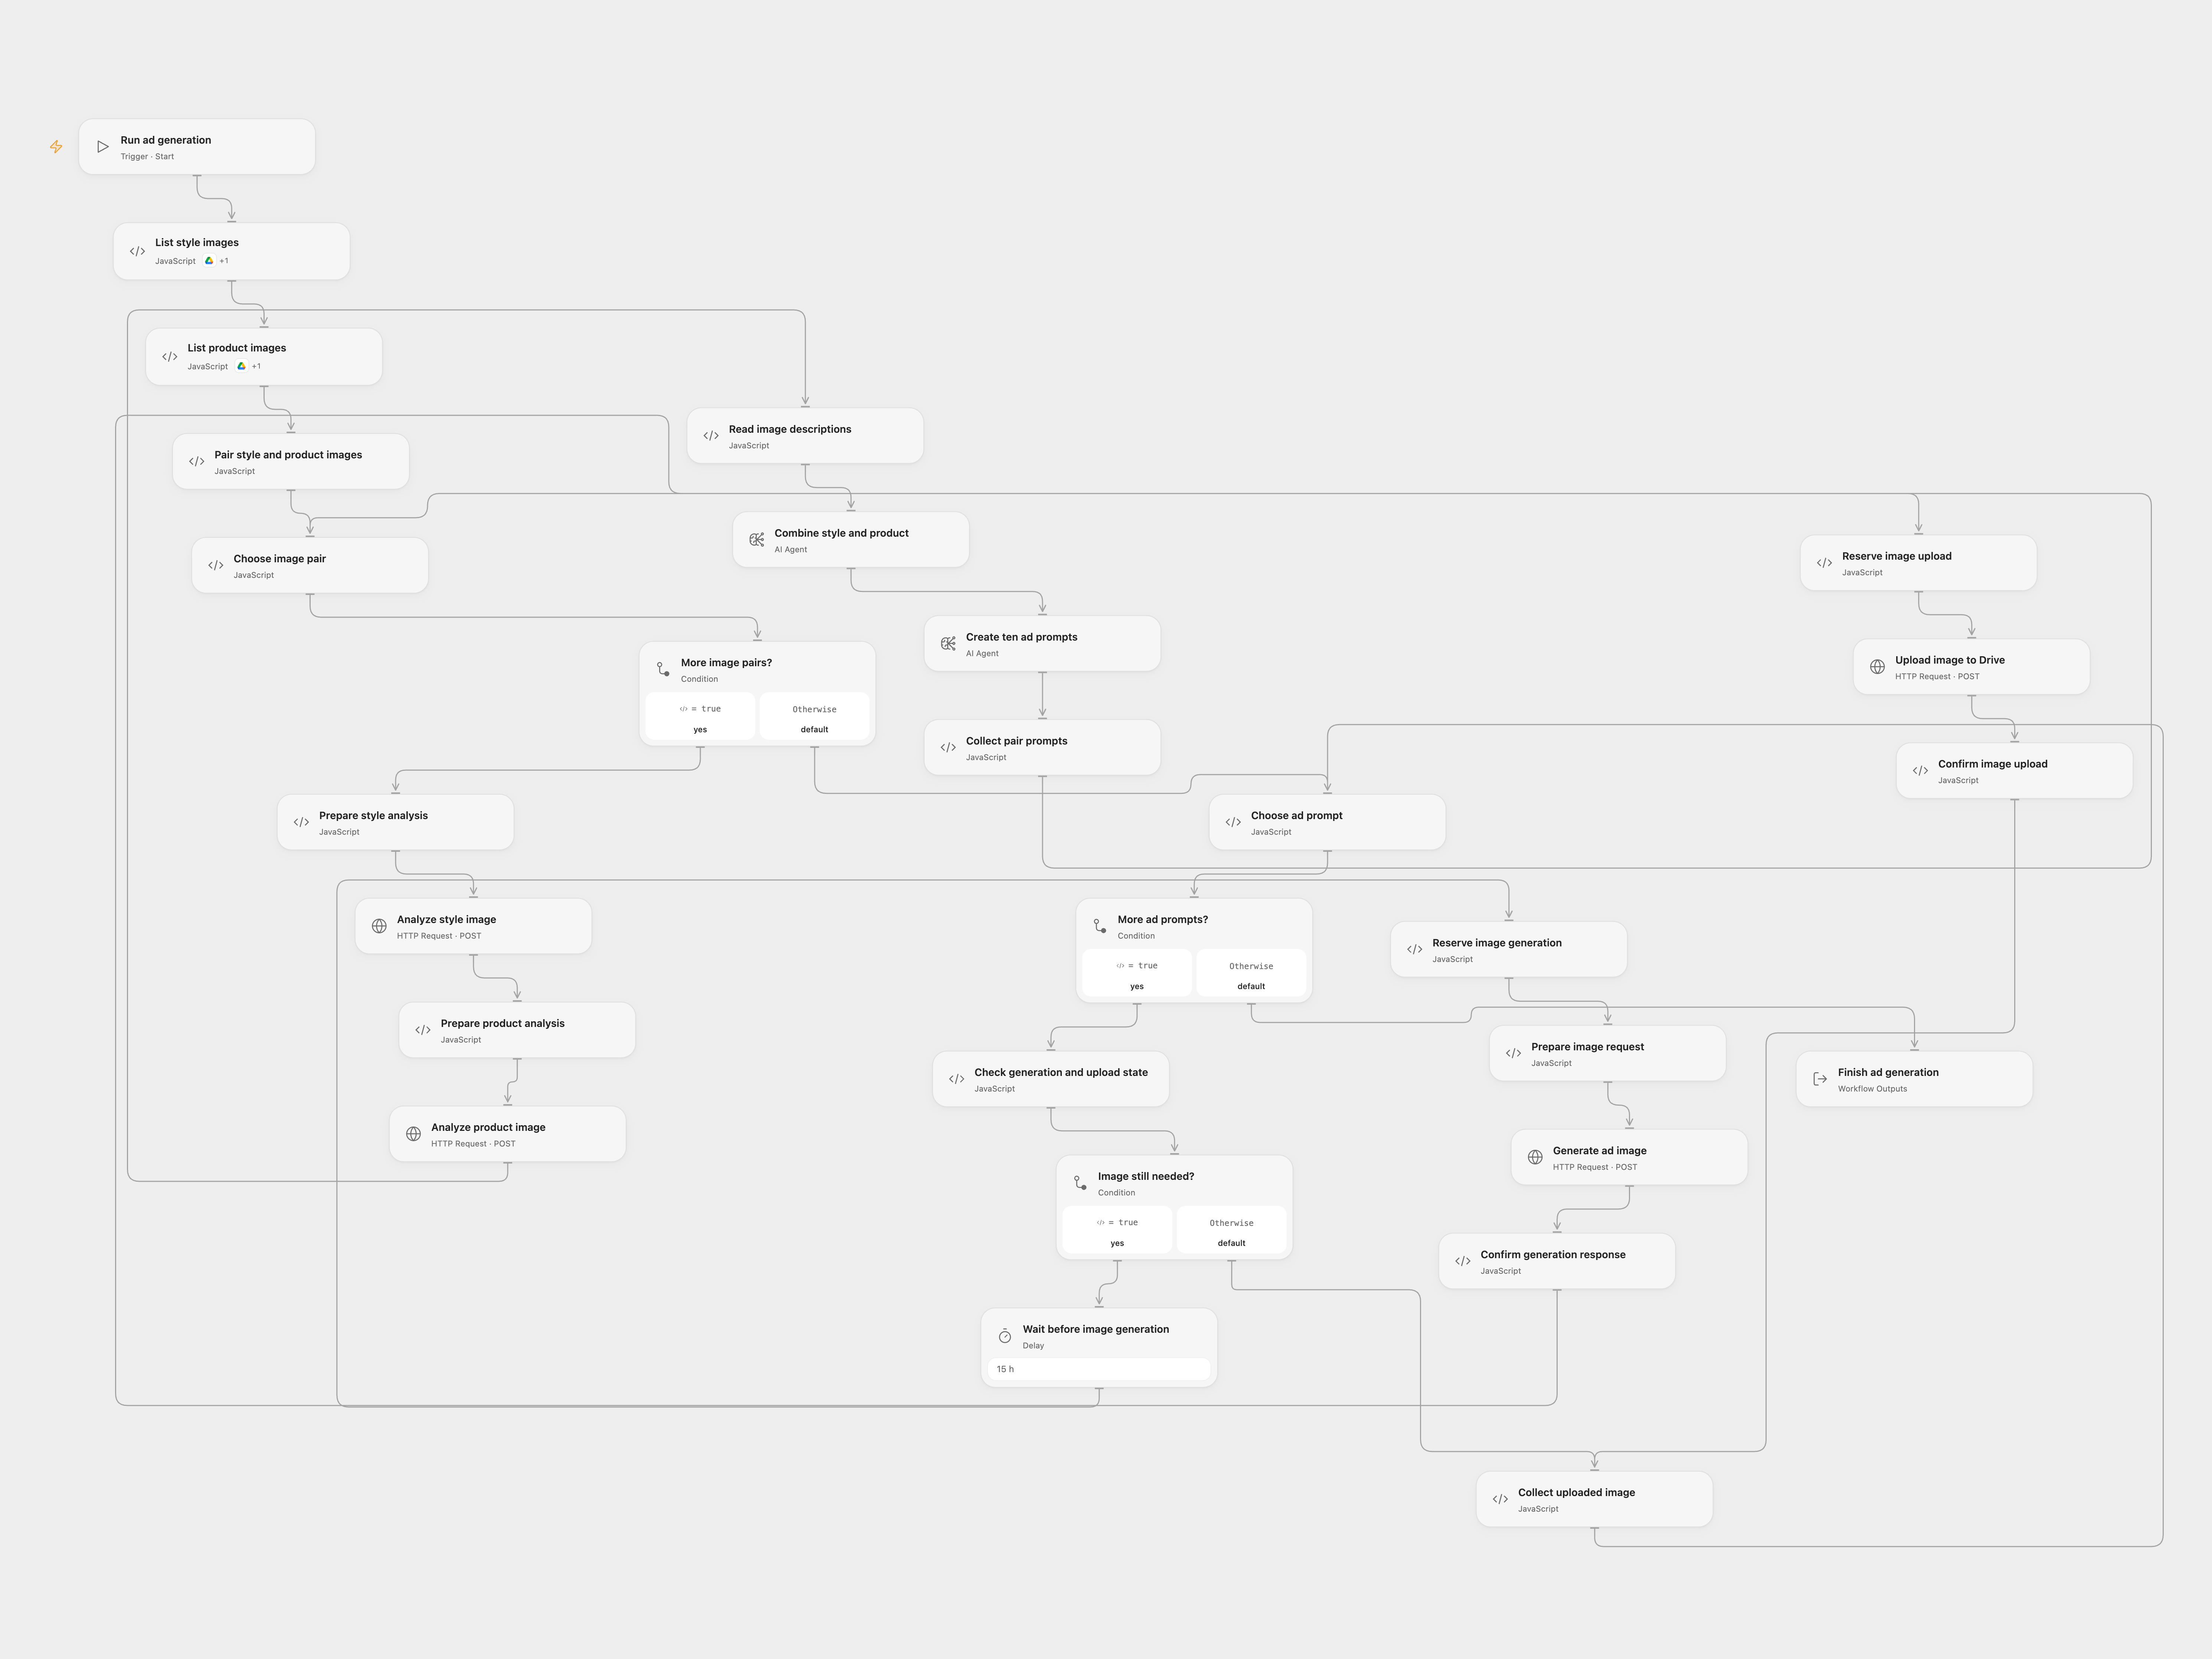 Run ad generation
Trigger · Start
List style images
JavaScript +1
List product images
JavaScript +1
Pair style and product images
JavaScript
Choose image pair
JavaScript
Read image descriptions
JavaScript
Combine style and product
AI Agent
Create ten ad prompts
AI Agent
Collect pair prompts
JavaScript
More image pairs?
Condition
</> = true
yes
Otherwise
default
Prepare style analysis
JavaScript
Analyze style image
HTTP Request · POST
Prepare product analysis
JavaScript
Analyze product image
HTTP Request · POST
Choose ad prompt
JavaScript
More ad prompts?
Condition
</> = true
yes
Otherwise
default
Check generation and upload state
JavaScript
Image still needed?
Condition
</> = true
yes
Otherwise
default
Wait before image generation
Delay
15 h
Reserve image generation
JavaScript
Prepare image request
JavaScript
Generate ad image
HTTP Request · POST
Confirm generation response
JavaScript
Reserve image upload
JavaScript
Upload image to Drive
HTTP Request · POST
Confirm image upload
JavaScript
Finish ad generation
Workflow Outputs
Collect uploaded image
JavaScript